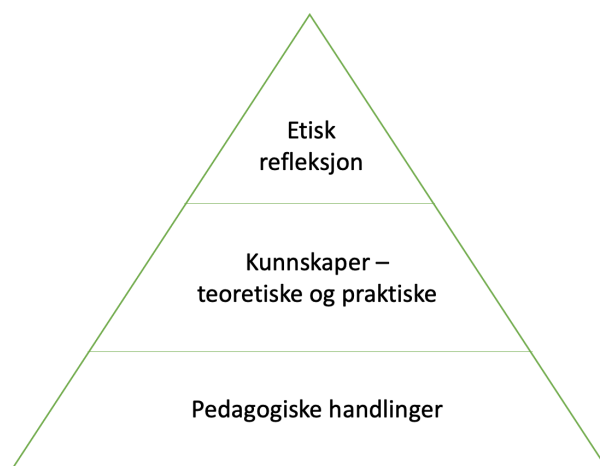 Etisk
refleksjon
Kunnskaper –
teoretiske og praktiske
Pedagogiske handlinger